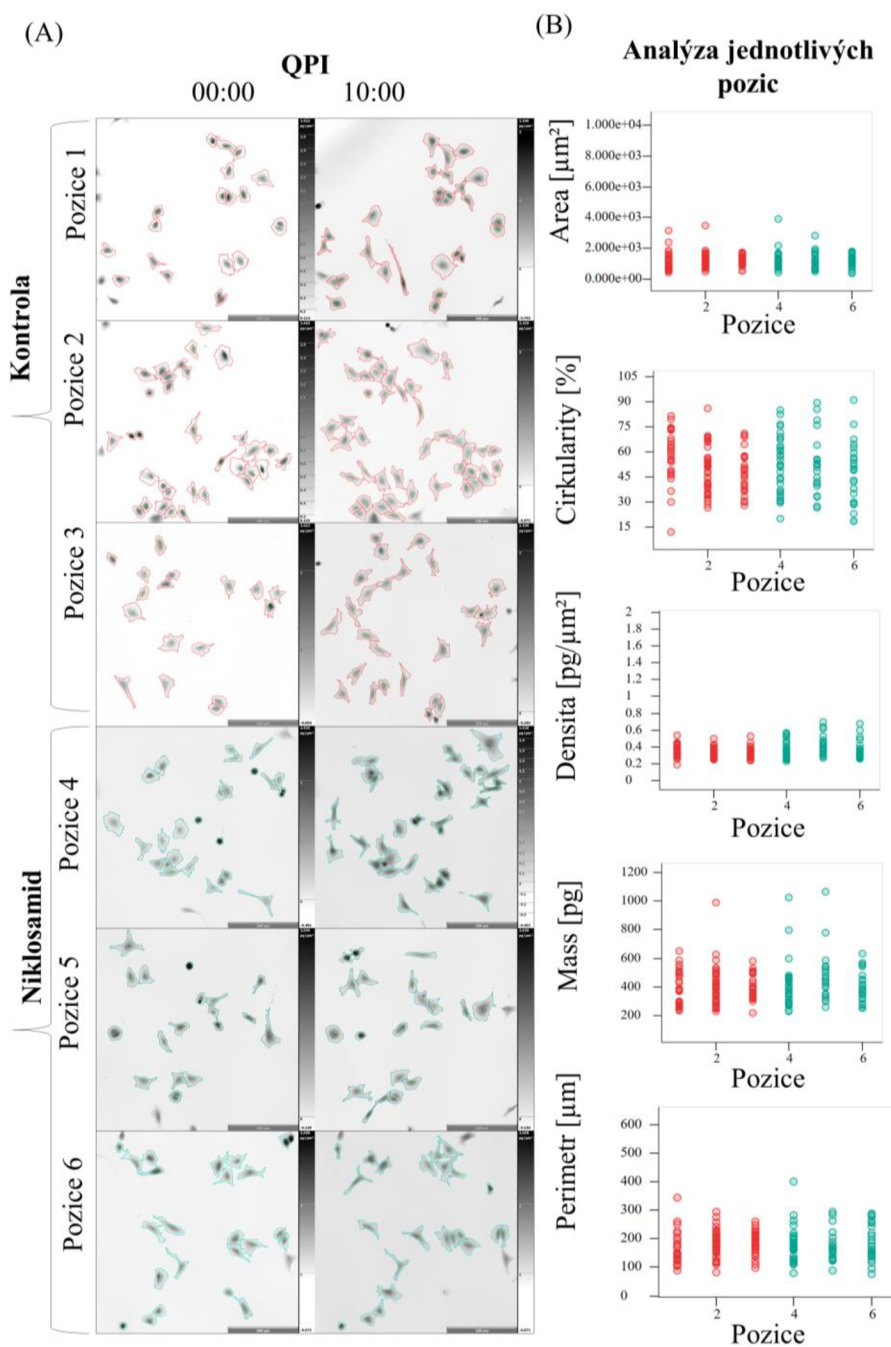 (A)
QPI
00:00
10:00
Kontrola
Pozice 1
Pozice 2
Pozice 3
Niklosamid
Pozice 4
Pozice 5
Pozice 6
(B)
Analýza jednotlivých
pozic
Area [µm²]
1.000e+04
8.000e+03
6.000e+03
4.000e+03
2.000e+03
0.000e+00
2 4 6
Pozice
Cirkularity [%]
105
90
75
60
45
30
15
2 4 6
Pozice
Densita [pg/µm²]
2
1.8
1.6
1.4
1.2
1
0.8
0.6
0.4
0.2
0
2 4 6
Pozice
Mass [pg]
1200
1000
800
600
400
200
2 4 6
Pozice
Perimetr [µm]
600
500
400
300
200
100
0
2 4 6
Pozice